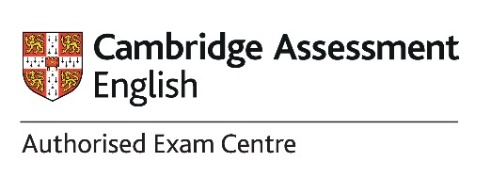 Cambridge Assessment
English
Authorised Exam Centre